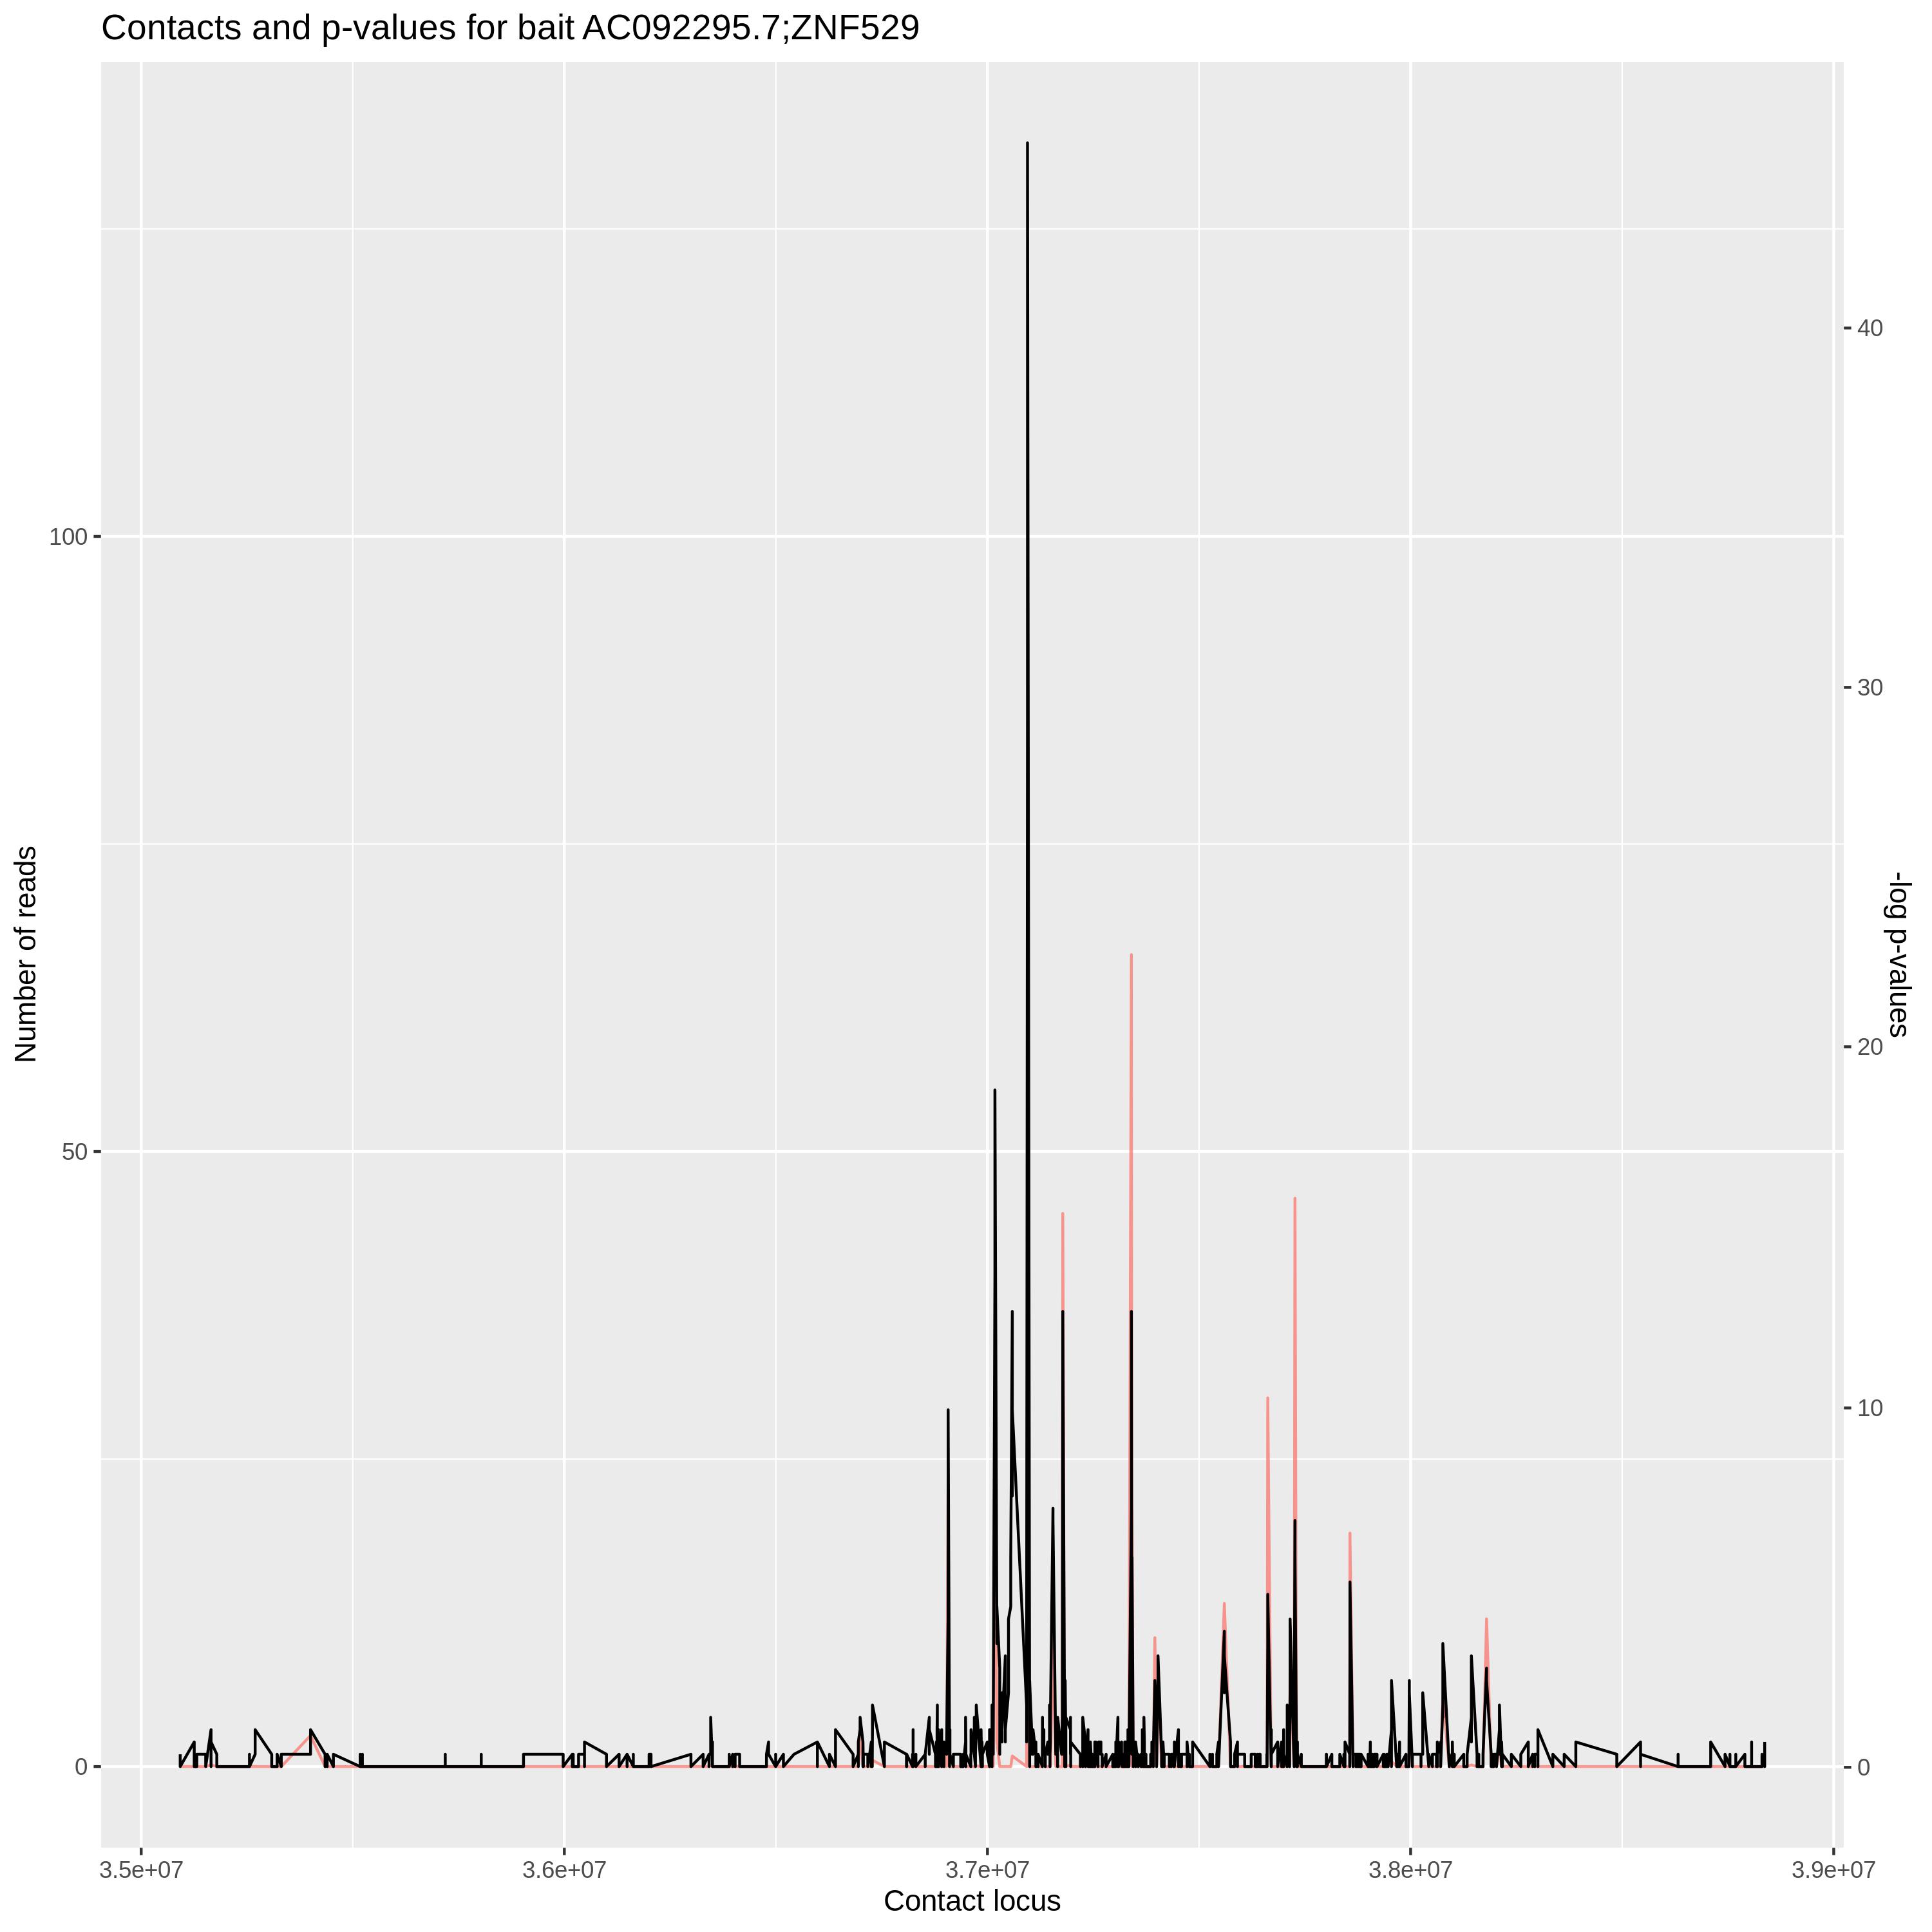 Contacts and p-values for bait AC092295.7;ZNF529
Number of reads
100
50
0
40
30
20
10
0
-log p-values
3.5e+07
3.6e+07
3.7e+07
3.8e+07
3.9e+07
Contact locus